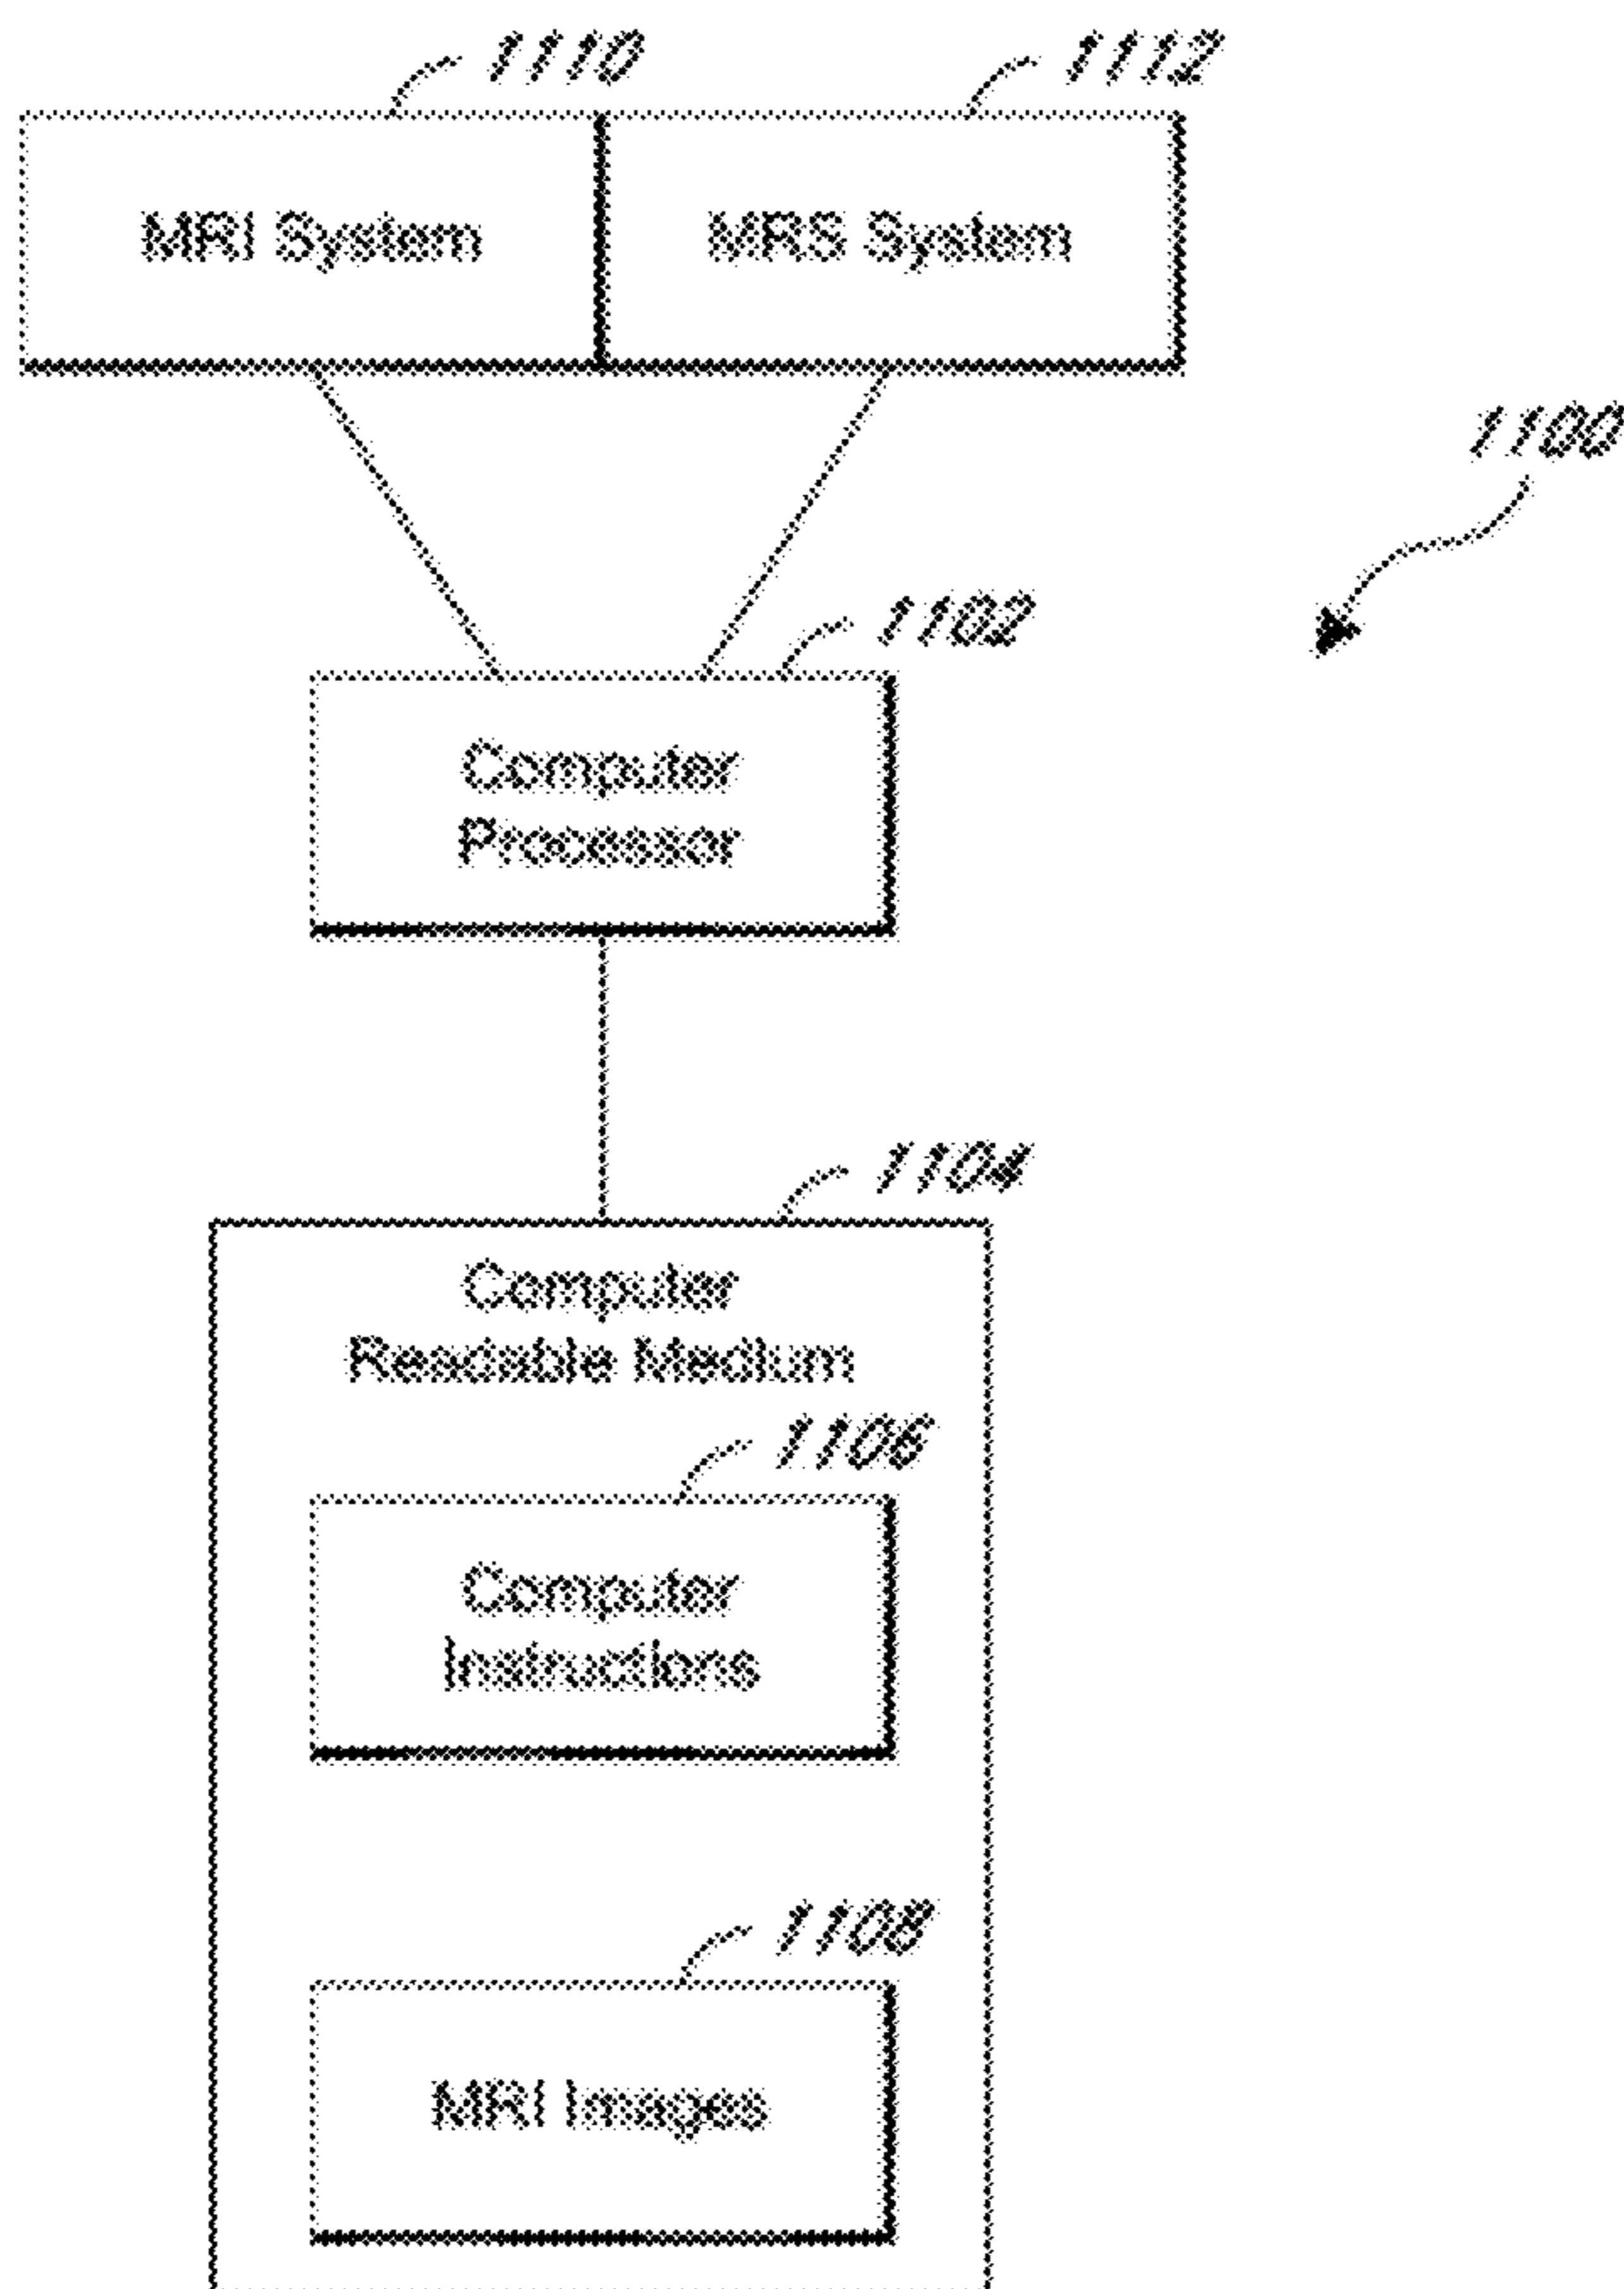 1110
1112
MRI System
MRS System
1100
1102
Computer
Processor
1104
Computer
Readable Medium
1106
Computer
Instructions
1108
MRI Images